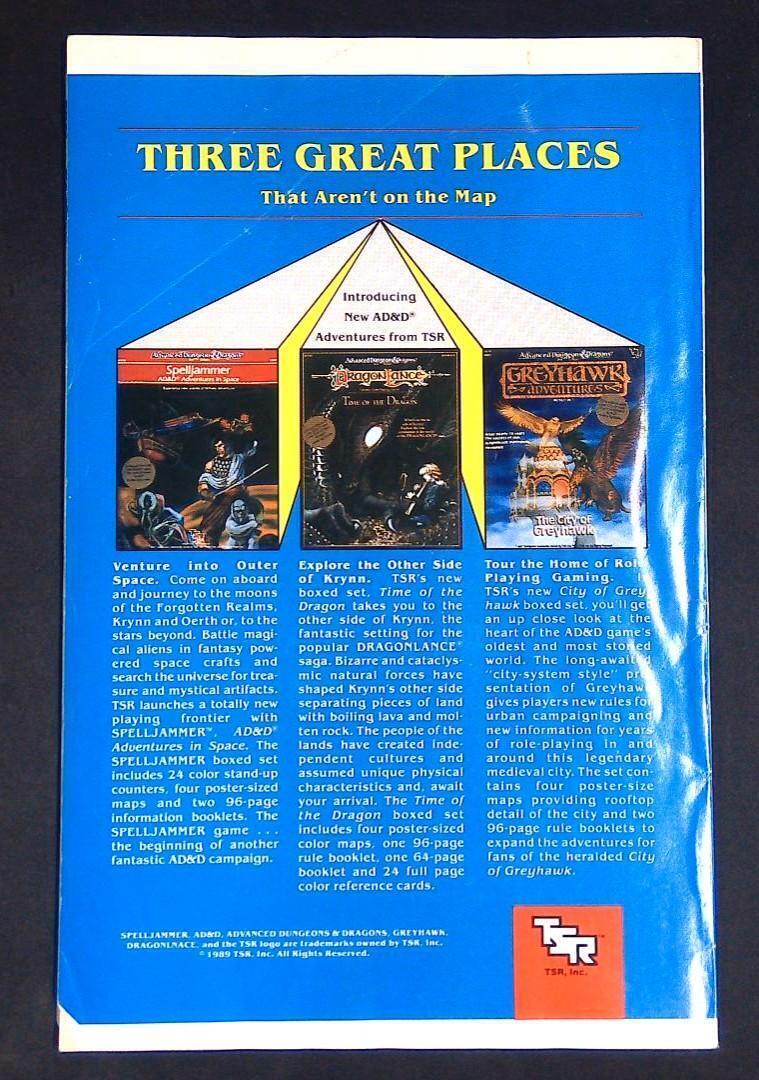 THREE GREAT PLACES
That Aren't on the Map
Introducing
New AD&D®
Adventures from TSR
Advanced Dungeons & Dragons
Spelljammer
AD&D® Adventures in Space
Advanced Dungeons & Dragons
DRAGONLANCE
TIME OF THE DRAGON
Advanced Dungeons & Dragons
GREYHAWK
ADVENTURES
The City of
Greyhawk
Venture into Outer
Space. Come on aboard
and journey to the moons
of the Forgotten Realms,
Krynn and Oerth or, to the
stars beyond. Battle magi-
cal aliens in fantasy pow-
ered space crafts and
search the universe for trea-
sure and mystical artifacts.
TSR launches a totally new
playing frontier with
SPELLJAMMER™, AD&D®
Adventures in Space. The
SPELLJAMMER boxed set
includes 24 color stand-up
counters, four poster-sized
maps and two 96-page
information booklets. The
SPELLJAMMER game . . .
the beginning of another
fantastic AD&D campaign.
Explore the Other Side
of Krynn. TSR's new
boxed set, Time of the
Dragon takes you to the
other side of Krynn, the
fantastic setting for the
popular DRAGONLANCE®
saga. Bizarre and cataclys-
mic natural forces have
shaped Krynn's other side
separating pieces of land
with boiling lava and mol-
ten rock. The people of the
lands have created inde-
pendent cultures and
assumed unique physical
characteristics and, await
your arrival. The Time of
the Dragon boxed set
includes four poster-sized
color maps, one 96-page
rule booklet, one 64-page
booklet and 24 full page
color reference cards.
Tour the Home of Role
Playing Gaming. In
TSR's new City of Grey
hawk boxed set, you'll get
an up close look at the
heart of the AD&D game's
oldest and most storied
world. The long-awaited
"city-system style" pre
sentation of Greyhawk
gives players new rules for
urban campaigning and
new information for years
of role-playing in and
around this legendary
medieval city. The set con-
tains four poster-size
maps providing rooftop
detail of the city and two
96-page rule booklets to
expand the adventures for
fans of the heralded City
of Greyhawk.
SPELLJAMMER, AD&D, ADVANCED DUNGEONS & DRAGONS, GREYHAWK,
DRAGONLNACE, and the TSR logo are trademarks owned by TSR, Inc.
© 1989 TSR, Inc. All Rights Reserved.
TSR™
TSR, Inc.